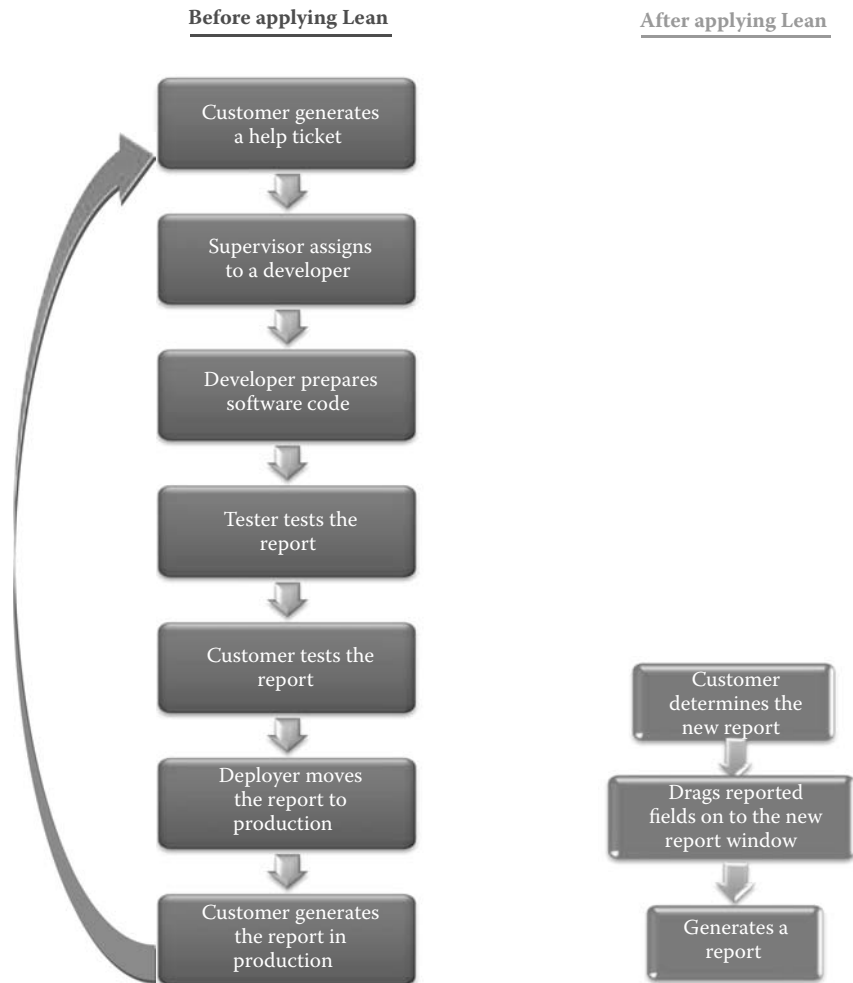 Before applying Lean
After applying Lean
Customer generates
a help ticket
Supervisor assigns
to a developer
Developer prepares
software code
Tester tests the
report
Customer tests the
report
Deployer moves
the report to
production
Customer generates
the report in
production
Customer
determines the
new report
Drags reported
fields on to the new
report window
Generates a
report